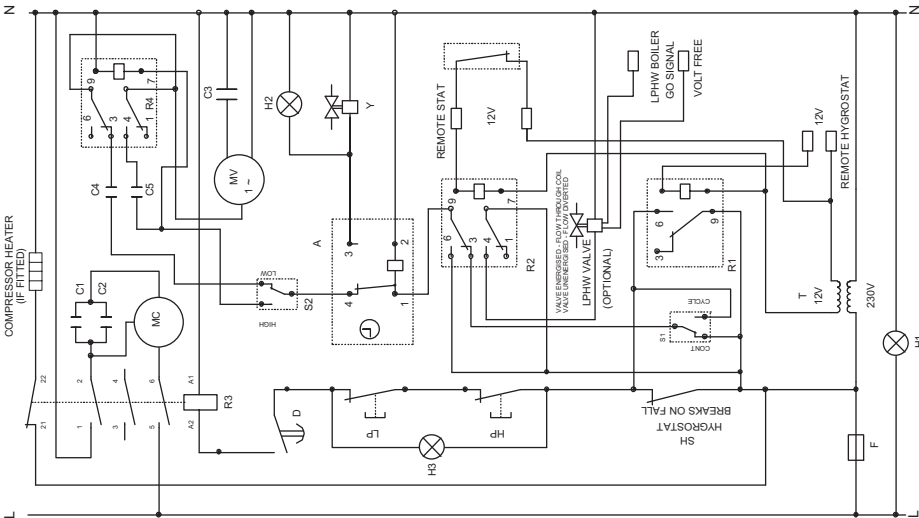 N
N
COMPRESSOR HEATER
(IF FITTED)
22
21
C1
C2
MC
2
1
4
3
6
5
A1
A2
R3
9
7
6
3
4
1
R4
C4
C5
C3
MV
1 ~
H2
Y
HIGH
LOW
S2
A
3
2
4
1
D
LP
HP
H3
REMOTE STAT
12V
9
7
6
3
4
1
R2
VALVE ENERGISED - FLOW THROUGH COIL
VALVE UNENERGISED - FLOW DIVERTED
LPHW VALVE
(OPTIONAL)
LPHW BOILER
GO SIGNAL
VOLT FREE
12V
REMOTE HYGROSTAT
6
3
9
R1
S1
CYCLE
CONT
SH
HYGROSTAT
BREAKS ON FALL
T
12V
230V
F
H1
L
L